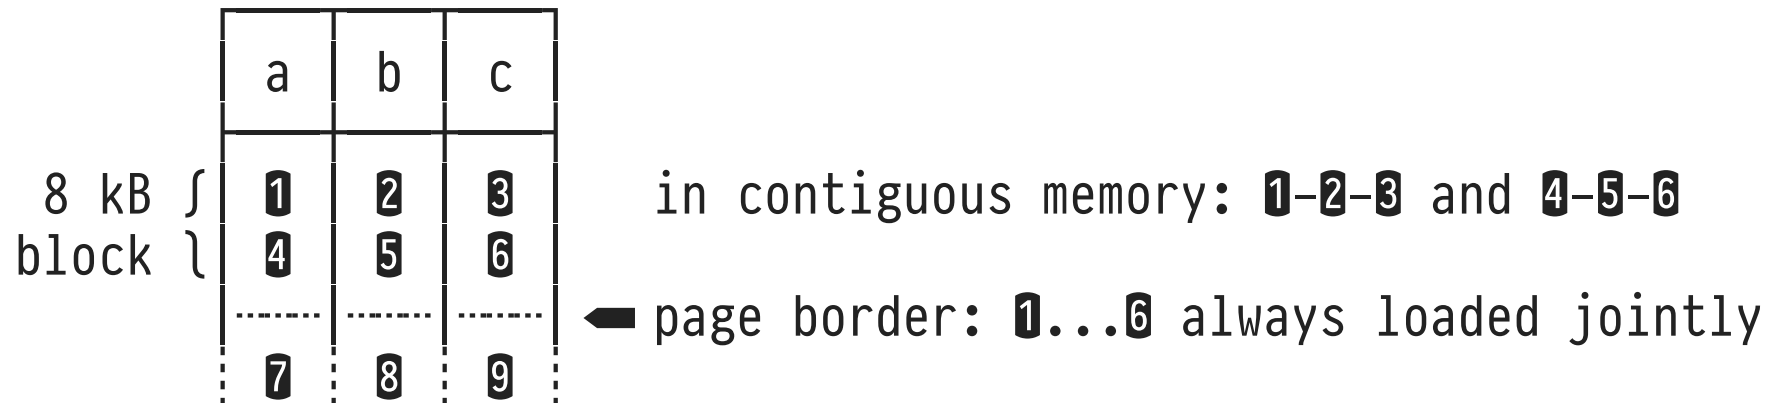 a b c
8 kB 1 2 3 in contiguous memory: 1–2–3 and 4–5–6
block 4 5 6
page border: 1...6 always loaded jointly
7 8 9